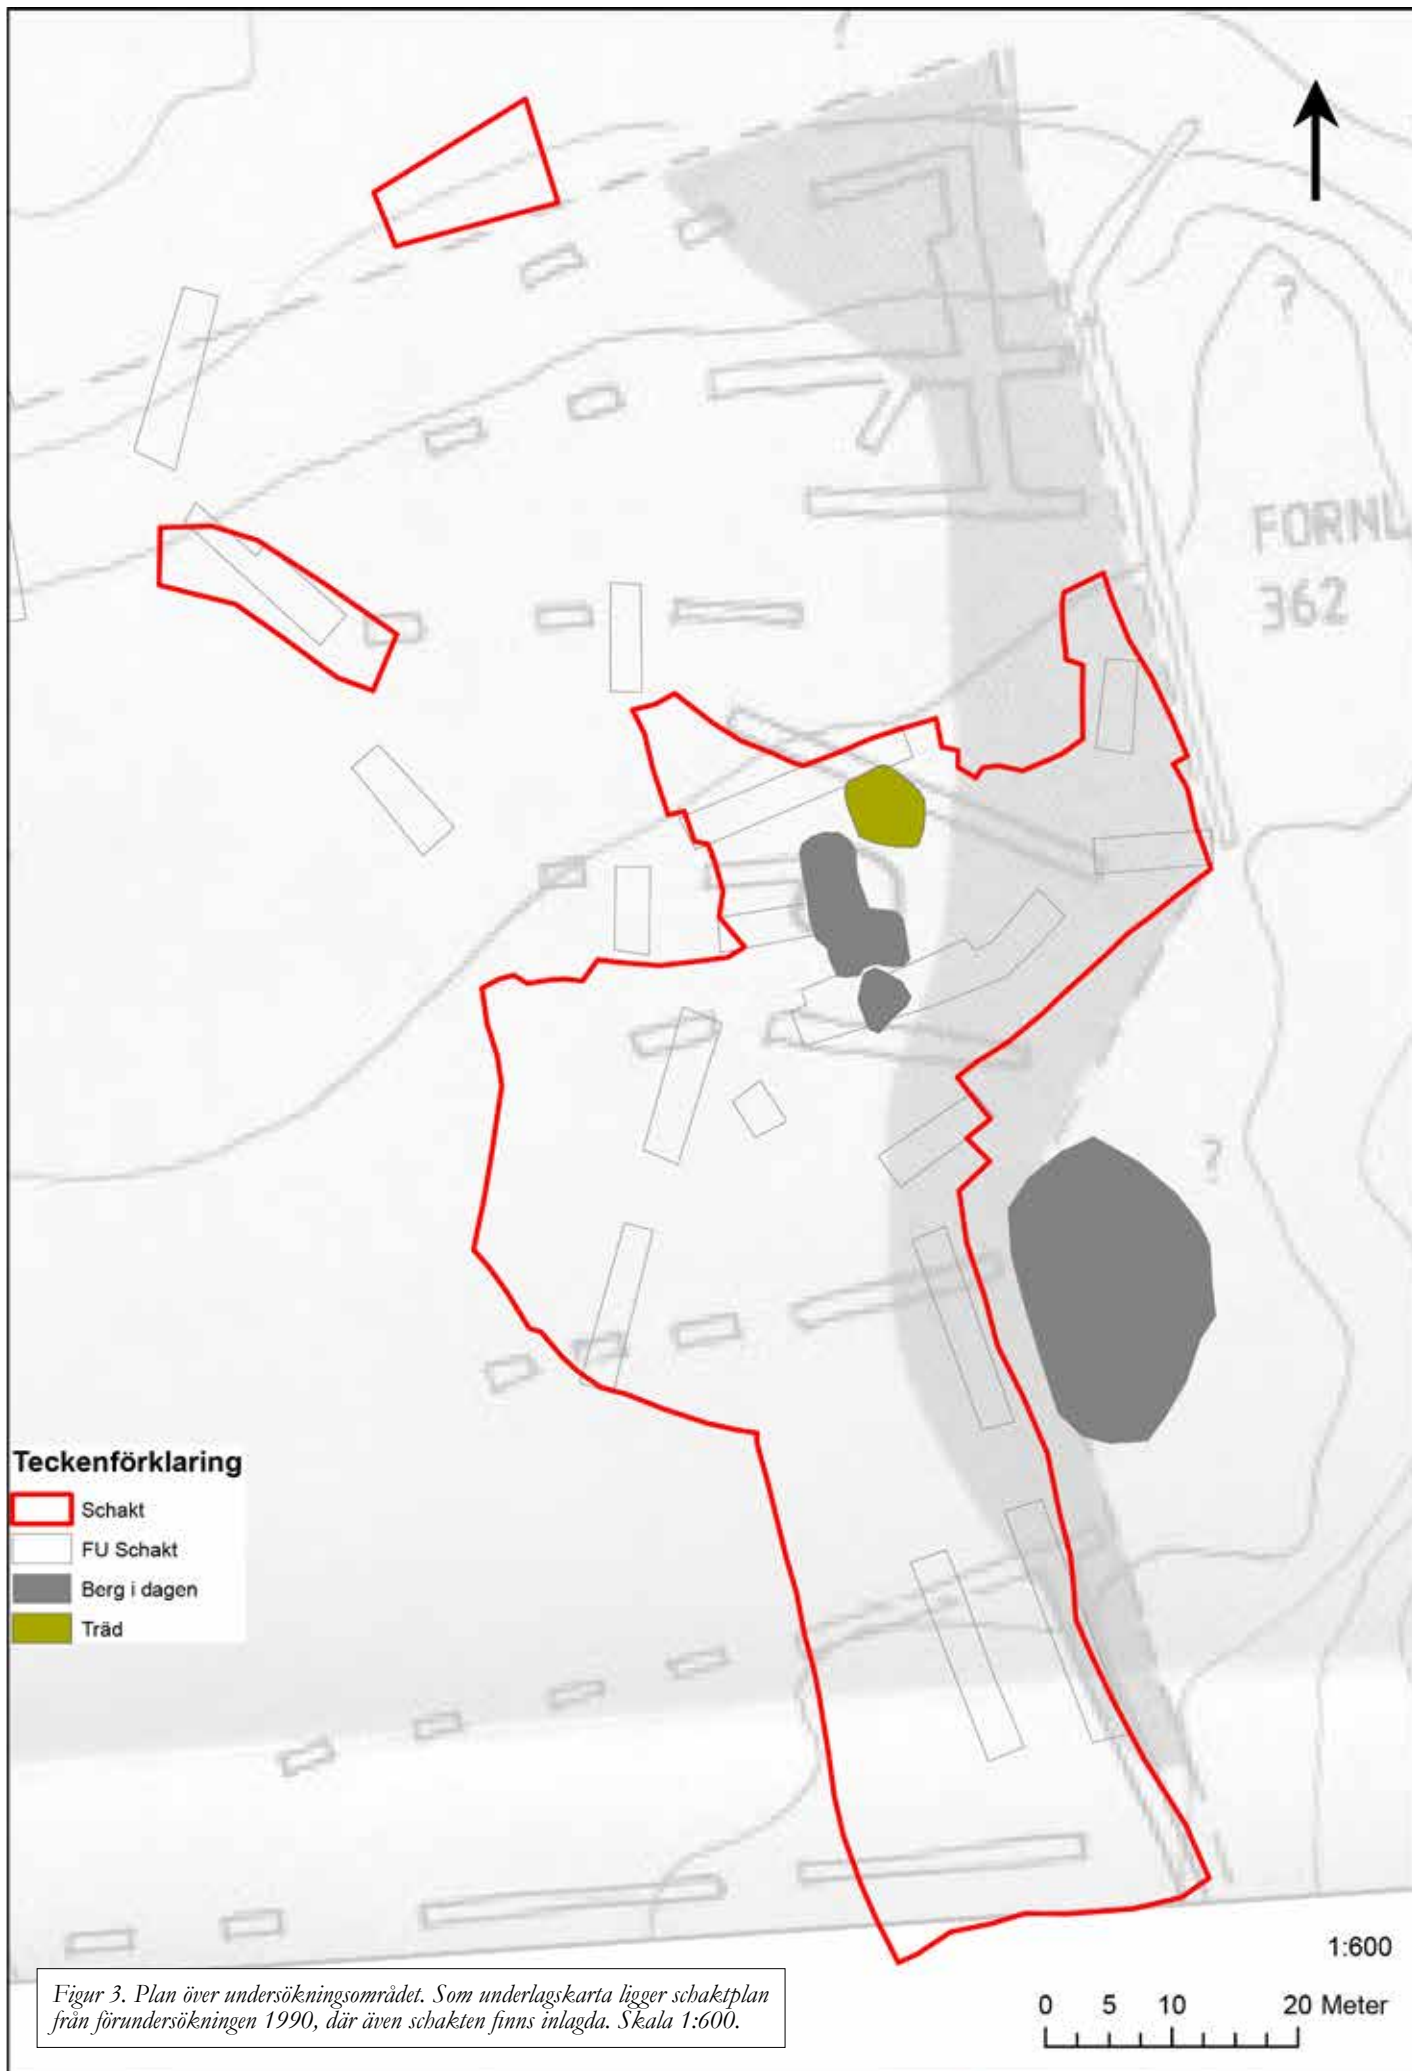 ?
?
FORNL
362
?
Teckenförklaring
Schakt
FU Schakt
Berg i dagen
Träd
1:600
0 5 10 20 Meter
Figur 3. Plan över undersökningsområdet. Som underlagskarta ligger schaktplan
från förundersökningen 1990, där även schakten finns inlagda. Skala 1:600.